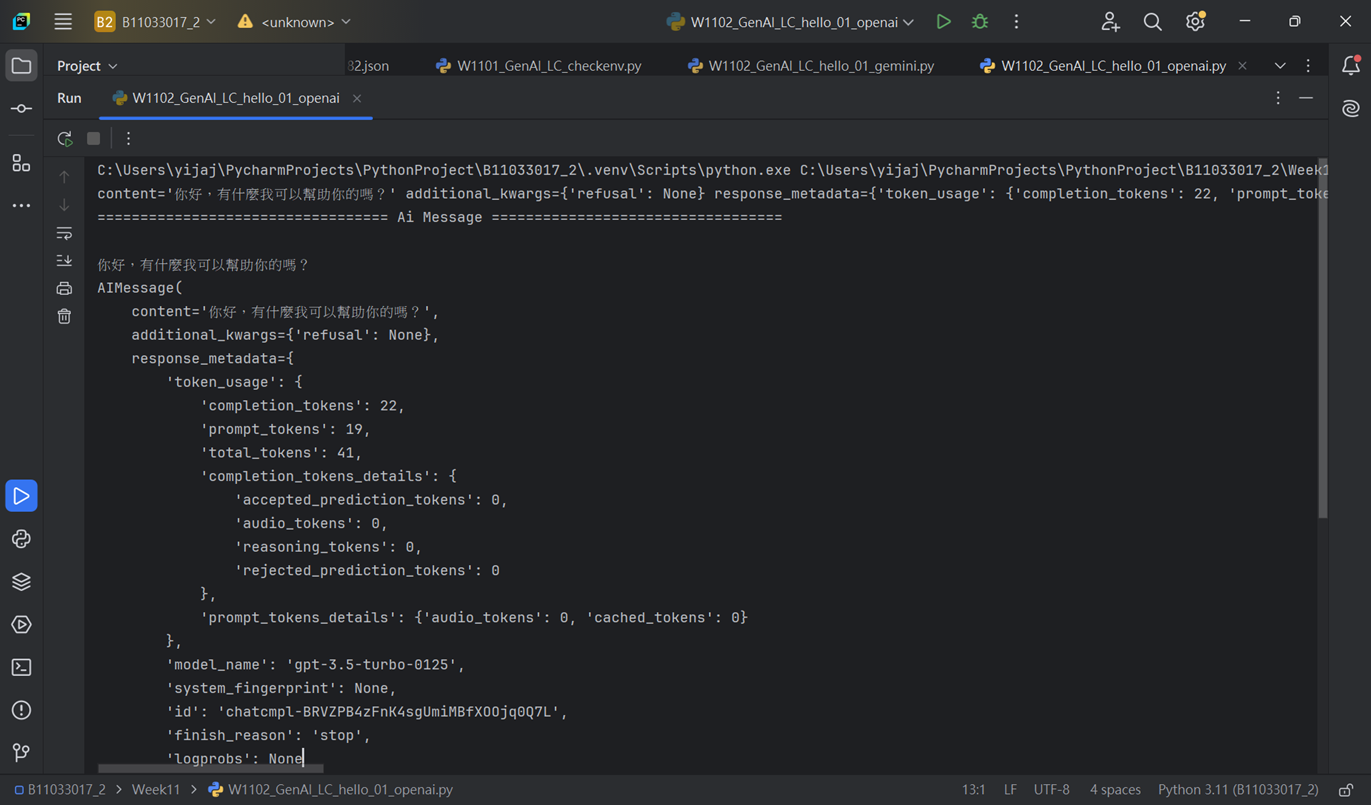 B2 B11033017_2 <unknown> W1102_GenAI_LC_hello_01_openai
Project 32.json W1101_GenAI_LC_checkenv.py W1102_GenAI_LC_hello_01_gemini.py W1102_GenAI_LC_hello_01_openai.py
Run W1102_GenAI_LC_hello_01_openai
C:\Users\yijaj\PycharmProjects\PythonProject\B11033017_2\.venv\Scripts\python.exe C:\Users\yijaj\PycharmProjects\PythonProject\B11033017_2\Week1
content='你好，有什麼我可以幫助你的嗎？' additional_kwargs={'refusal': None} response_metadata={'token_usage': {'completion_tokens': 22, 'prompt_toke
================================== Ai Message ==================================
你好，有什麼我可以幫助你的嗎？
AIMessage(
    content='你好，有什麼我可以幫助你的嗎？',
    additional_kwargs={'refusal': None},
    response_metadata={
        'token_usage': {
            'completion_tokens': 22,
            'prompt_tokens': 19,
            'total_tokens': 41,
            'completion_tokens_details': {
                'accepted_prediction_tokens': 0,
                'audio_tokens': 0,
                'reasoning_tokens': 0,
                'rejected_prediction_tokens': 0
            },
            'prompt_tokens_details': {'audio_tokens': 0, 'cached_tokens': 0}
        },
        'model_name': 'gpt-3.5-turbo-0125',
        'system_fingerprint': None,
        'id': 'chatcmpl-BRVZPB4zFnK4sgUmiMBfXOOjq0Q7L',
        'finish_reason': 'stop',
        'logprobs': None
B11033017_2 > Week11 > W1102_GenAI_LC_hello_01_openai.py 13:1 LF UTF-8 4 spaces Python 3.11 (B11033017_2)